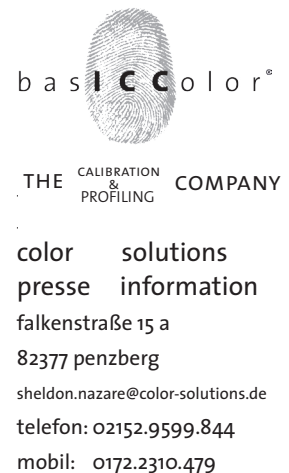 basICColor®
THE CALIBRATION & PROFILING COMPANY
color solutions
presse information
falkenstraße 15 a
82377 penzberg
sheldon.nazare@color-solutions.de
telefon: 02152.9599.844
mobil: 0172.2310.479